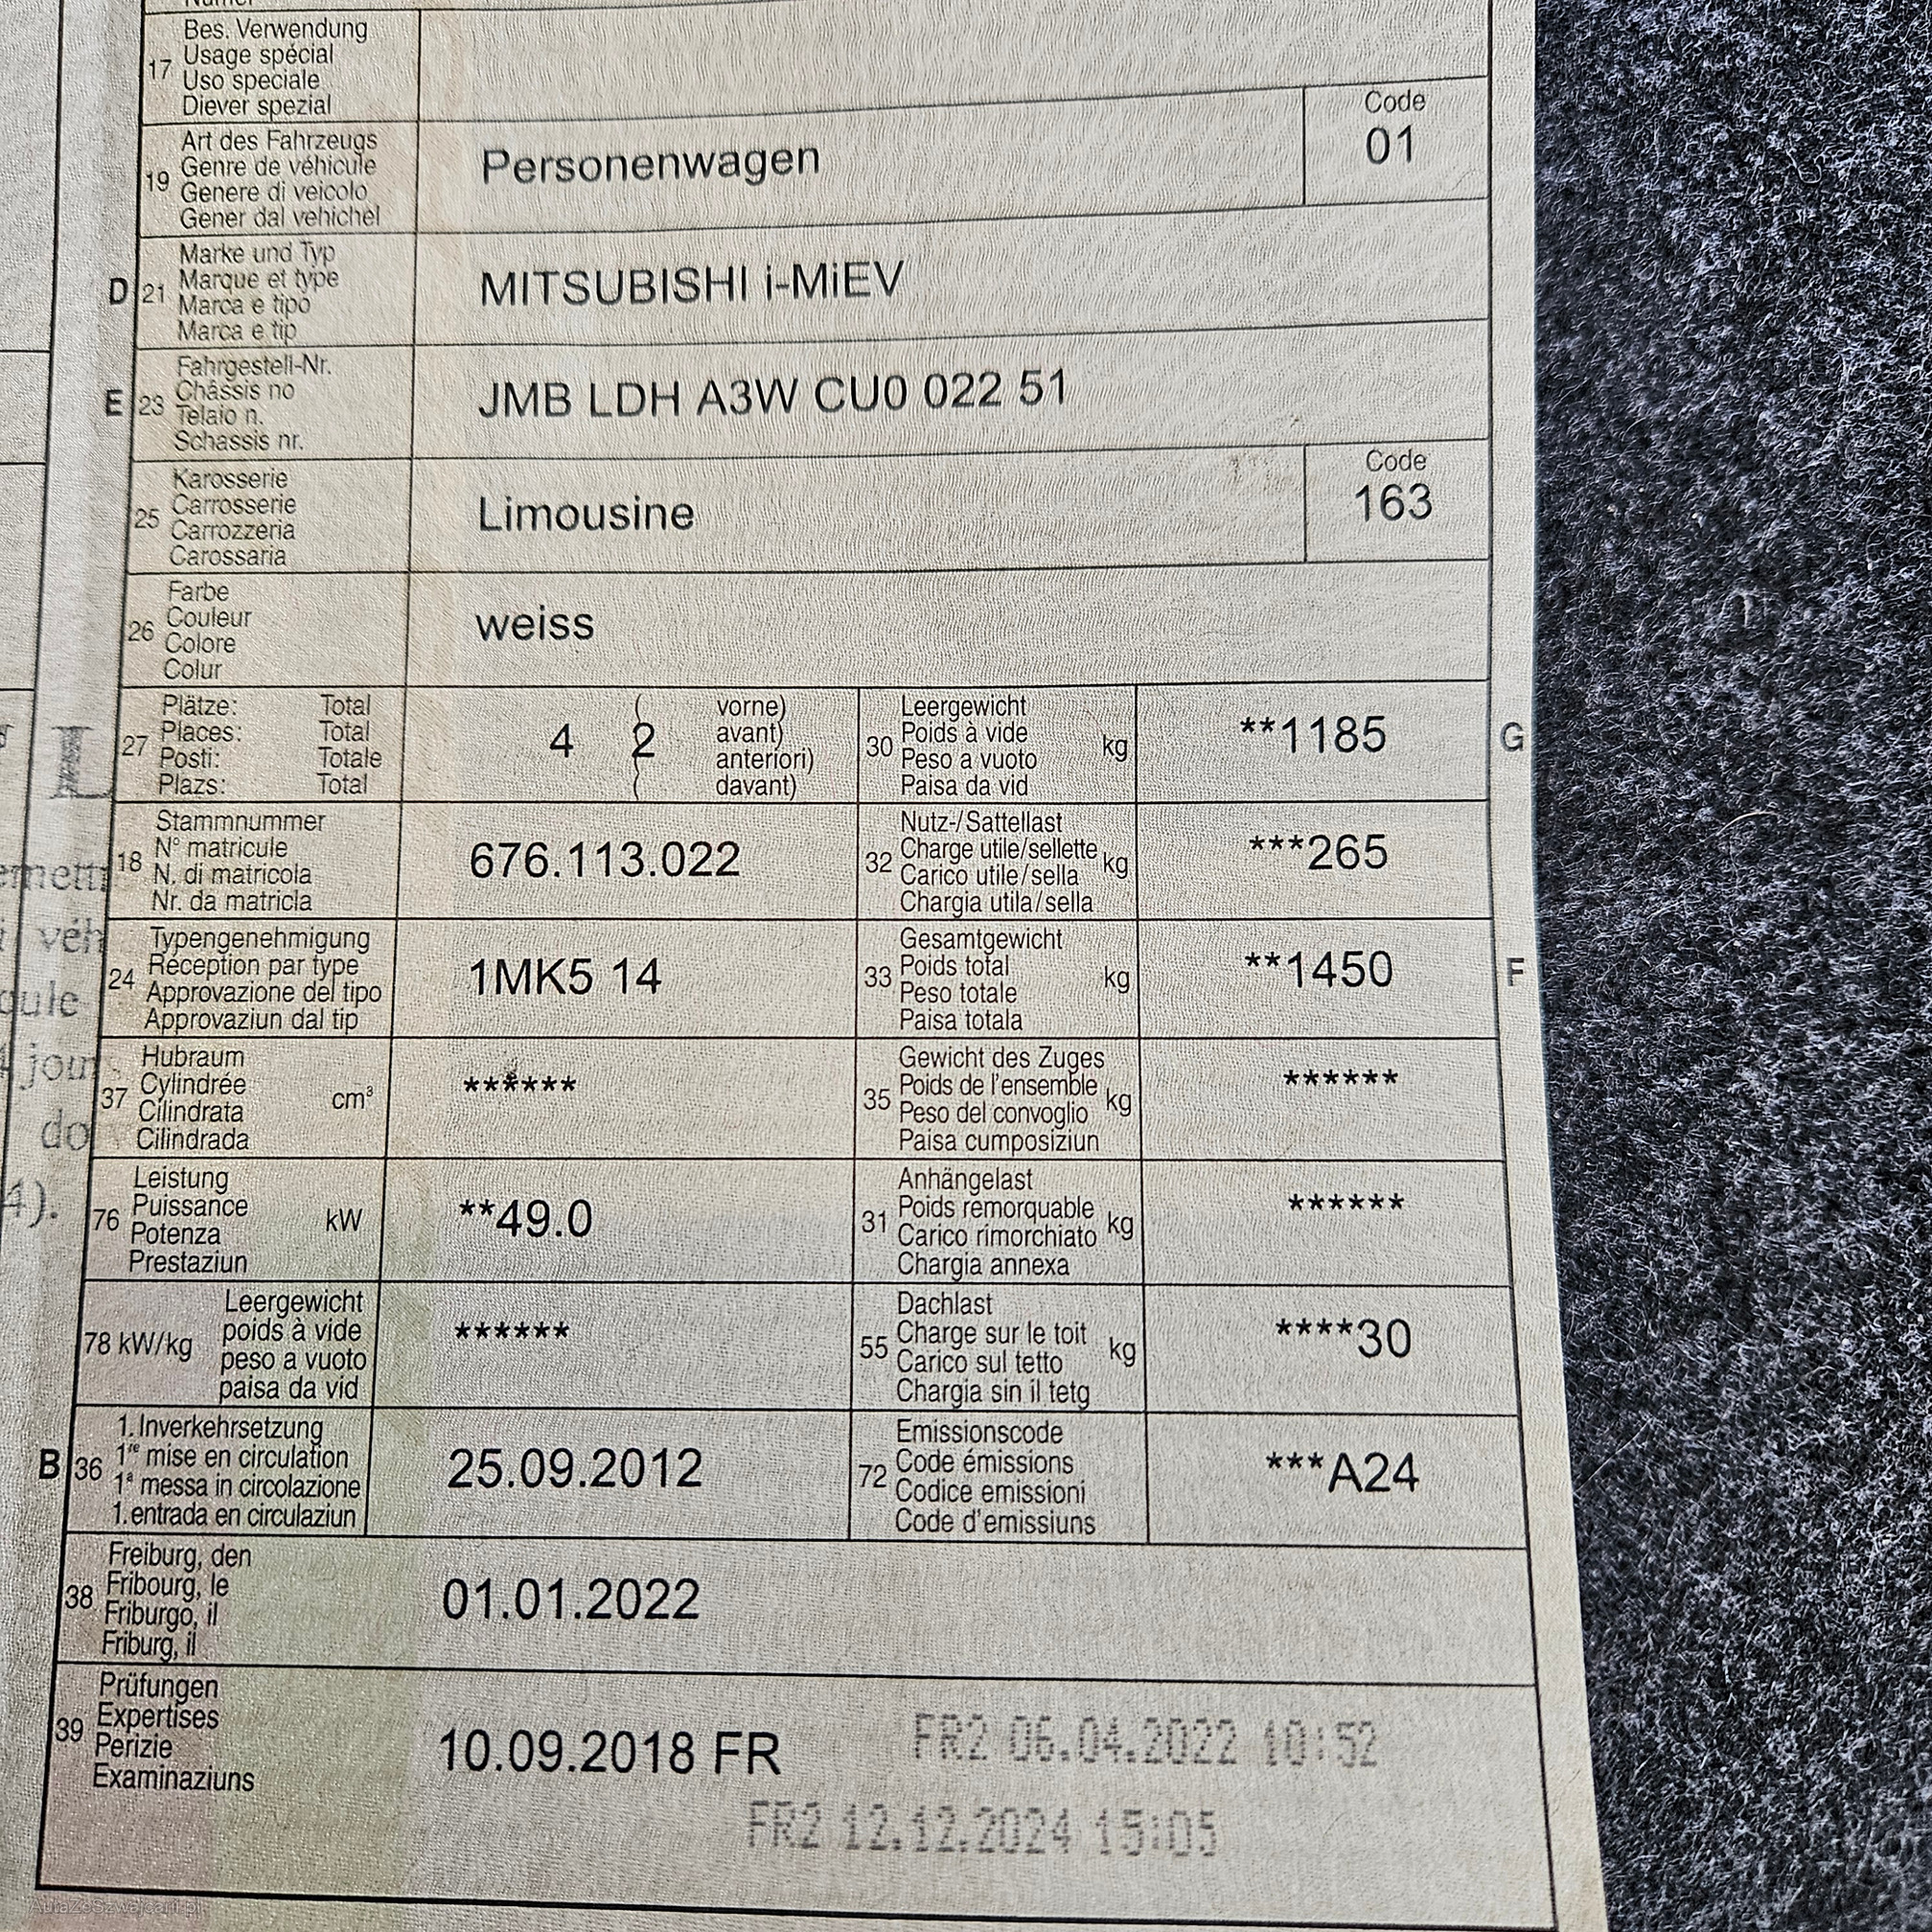 17 Bes. Verwendung
Usage spécial
Uso speciale
Diever spezial
19 Art des Fahrzeugs
Genre de véhicule
Genere di veicolo
Gener dal vehichel
Personenwagen
Code
01
D 21 Marke und Typ
Marque et type
Marca e tipo
Marca e tip
MITSUBISHI i-MiEV
E 23 Fahrgestell-Nr.
Châssis no
Telaio n.
Schassis nr.
JMB LDH A3W CU0 022 51
25 Karosserie
Carrosserie
Carrozzeria
Carossaria
Limousine
Code
163
26 Farbe
Couleur
Colore
Colur
weiss
27 Plätze: Total
Places: Total
Posti: Totale
Plazs: Total
4 ( 2 vorne)
avant)
anteriori)
davant)
30 Leergewicht
Poids à vide kg
Peso a vuoto
Paisa da vid
**1185
G
18 Stammnummer
N° matricule
N. di matricola
Nr. da matricla
676.113.022
32 Nutz-/Sattellast
Charge utile/sellette kg
Carico utile/sella
Chargia utila/sella
***265
24 Typengenehmigung
Réception par type
Approvazione del tipo
Approvaziun dal tip
1MK5 14
33 Gesamtgewicht
Poids total kg
Peso totale
Paisa totala
**1450
F
37 Hubraum
Cylindrée cm³
Cilindrata
Cilindrada
******
35 Gewicht des Zuges
Poids de l'ensemble kg
Peso del convoglio
Paisa cumposiziun
******
76 Leistung
Puissance kW
Potenza
Prestaziun
**49.0
31 Anhängelast
Poids remorquable kg
Carico rimorchiato
Chargia annexa
******
78 kW/kg Leergewicht
poids à vide
peso a vuoto
paisa da vid
******
55 Dachlast
Charge sur le toit kg
Carico sul tetto
Chargia sin il tetg
****30
B 36 1. Inverkehrsetzung
1re mise en circulation
1a messa in circolazione
1. entrada en circulaziun
25.09.2012
72 Emissionscode
Code émissions
Codice emissioni
Code d'emissiuns
***A24
38 Freiburg, den
Fribourg, le
Friburgo, il
Friburg, il
01.01.2022
39 Prüfungen
Expertises
Perizie
Examinaziuns
10.09.2018 FR
FR2 06.04.2022 10:52
FR2 12.12.2024 15:05
AutaZeSzwajcarii.pl